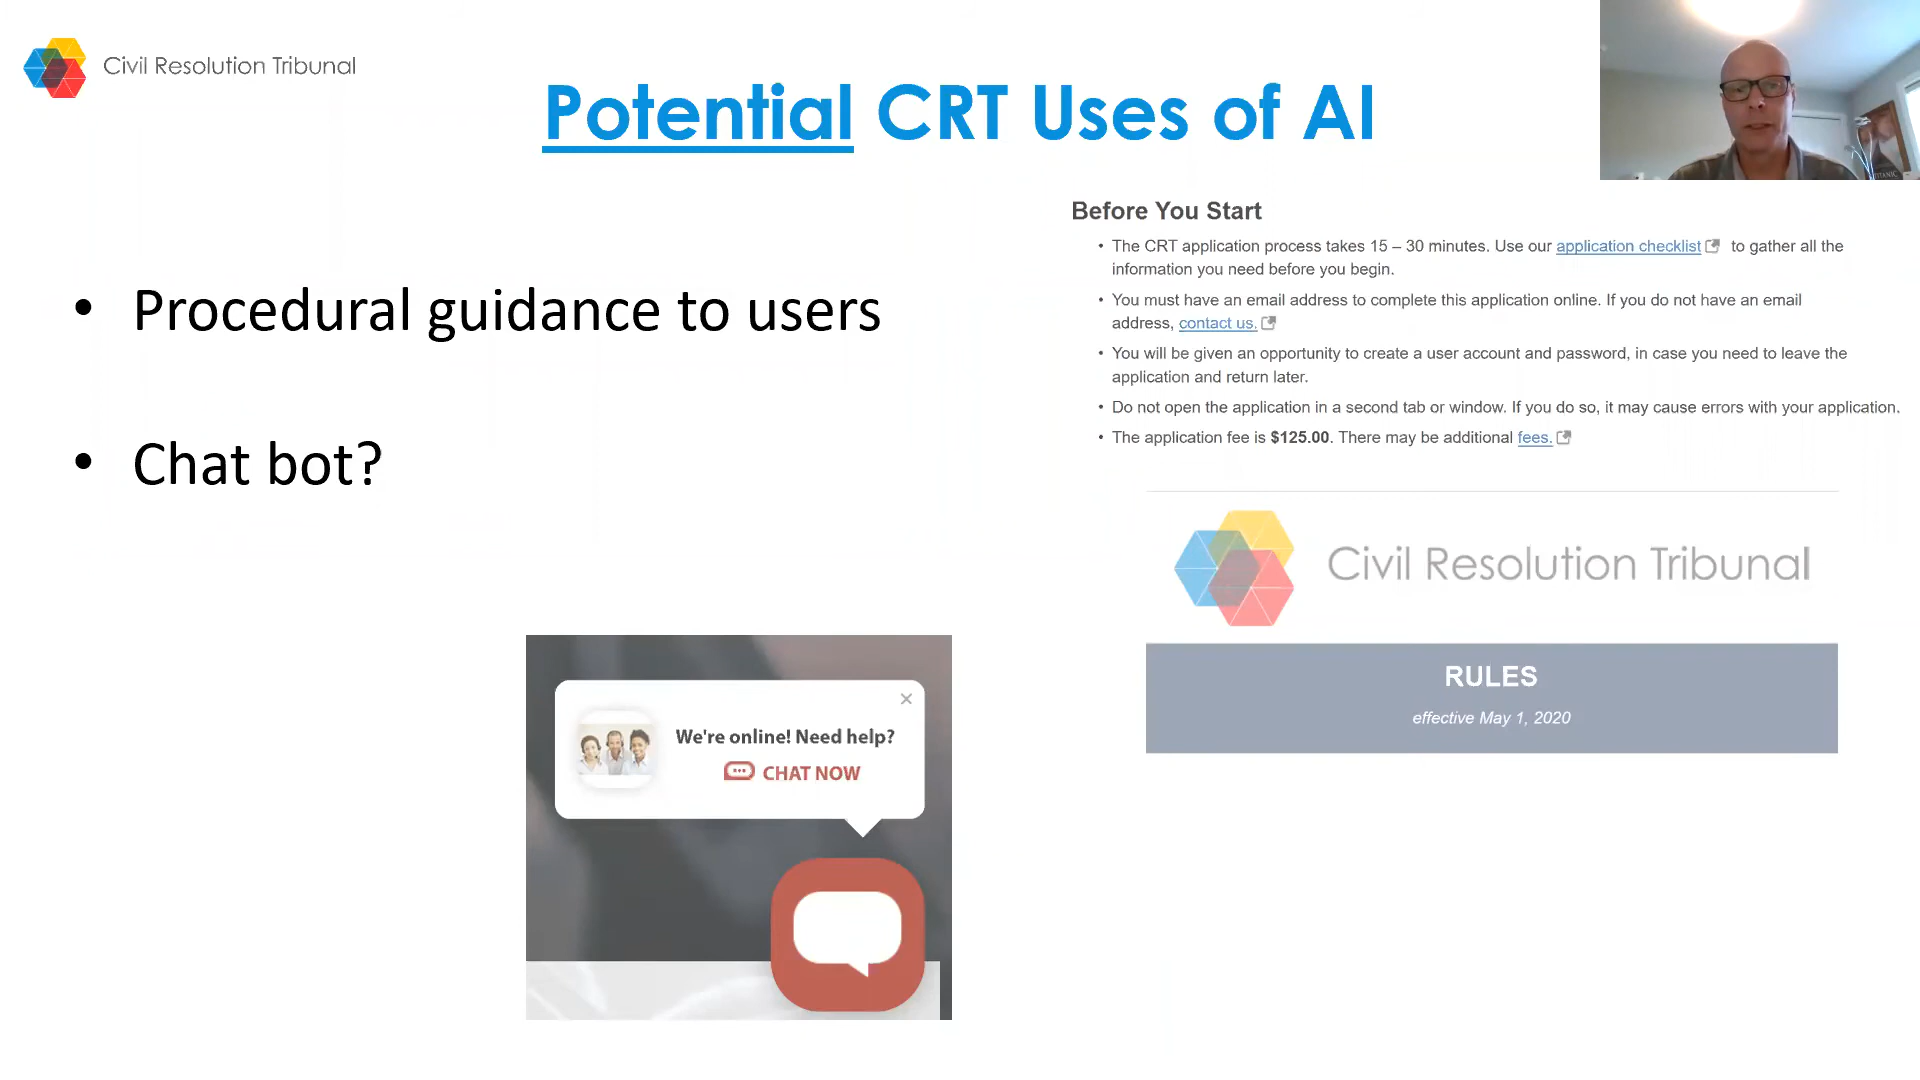 Civil Resolution Tribunal
Potential CRT Uses of AI
• Procedural guidance to users
• Chat bot?
Before You Start
• The CRT application process takes 15 – 30 minutes. Use our application checklist to gather all the
information you need before you begin.
• You must have an email address to complete this application online. If you do not have an email
address, contact us.
• You will be given an opportunity to create a user account and password, in case you need to leave the
application and return later.
• Do not open the application in a second tab or window. If you do so, it may cause errors with your application.
• The application fee is $125.00. There may be additional fees.
Civil Resolution Tribunal
RULES
effective May 1, 2020
We're online! Need help?
CHAT NOW
TITANIC